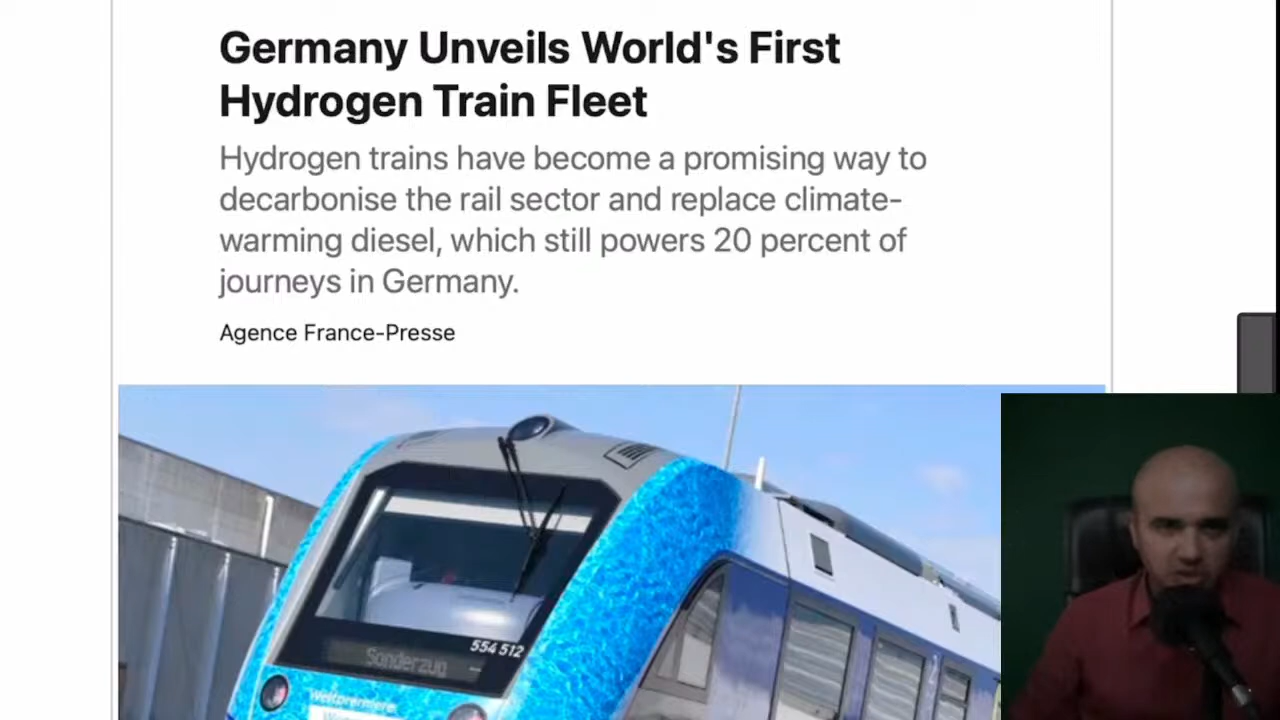 Germany Unveils World's First
Hydrogen Train Fleet
Hydrogen trains have become a promising way to
decarbonise the rail sector and replace climate-
warming diesel, which still powers 20 percent of
journeys in Germany.
Agence France-Presse
554 512
Sonderzug
Weltpremiere